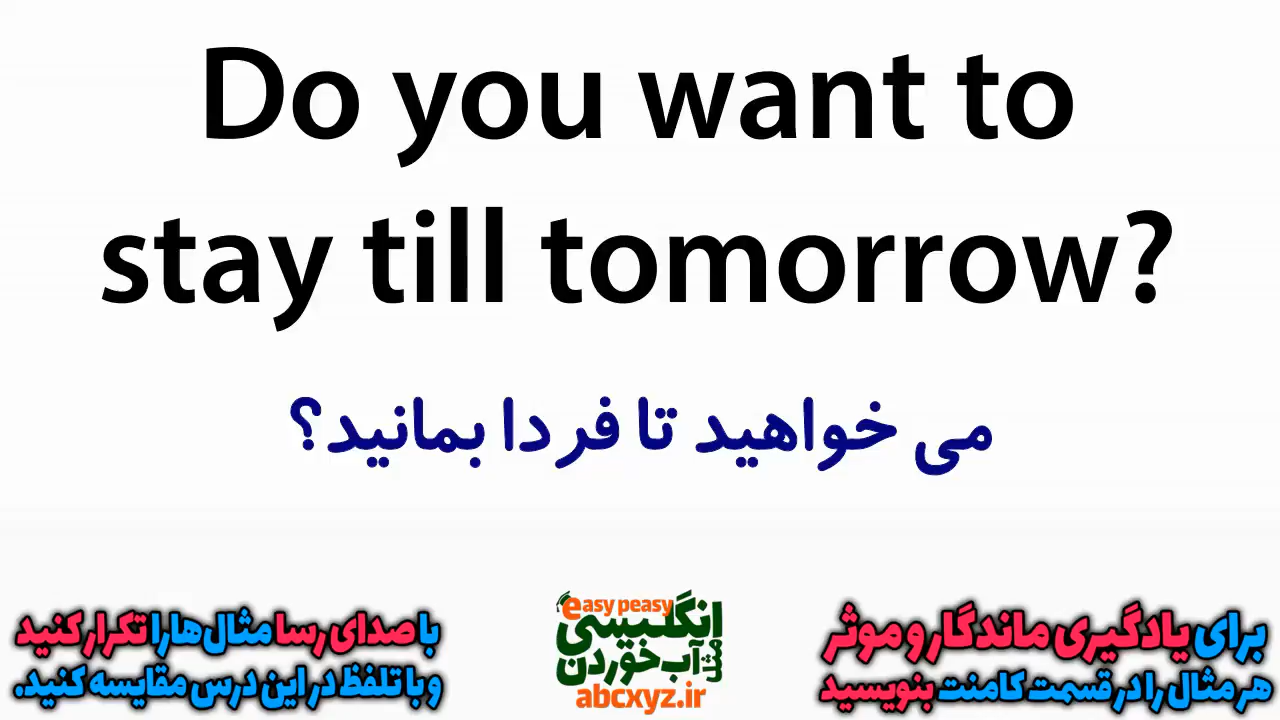 Do you want to
stay till tomorrow?
می خواهید تا فردا بمانید؟
برای یادگیری ماندگار و موثر
هر مثال را در قسمت کامنت بنویسید
easy peasy
انگلیسی
مثل آب خوردن
abcxyz.ir
با صدای رسا مثال‌ها را تکرار کنید
و با تلفظ در این درس مقایسه کنید.